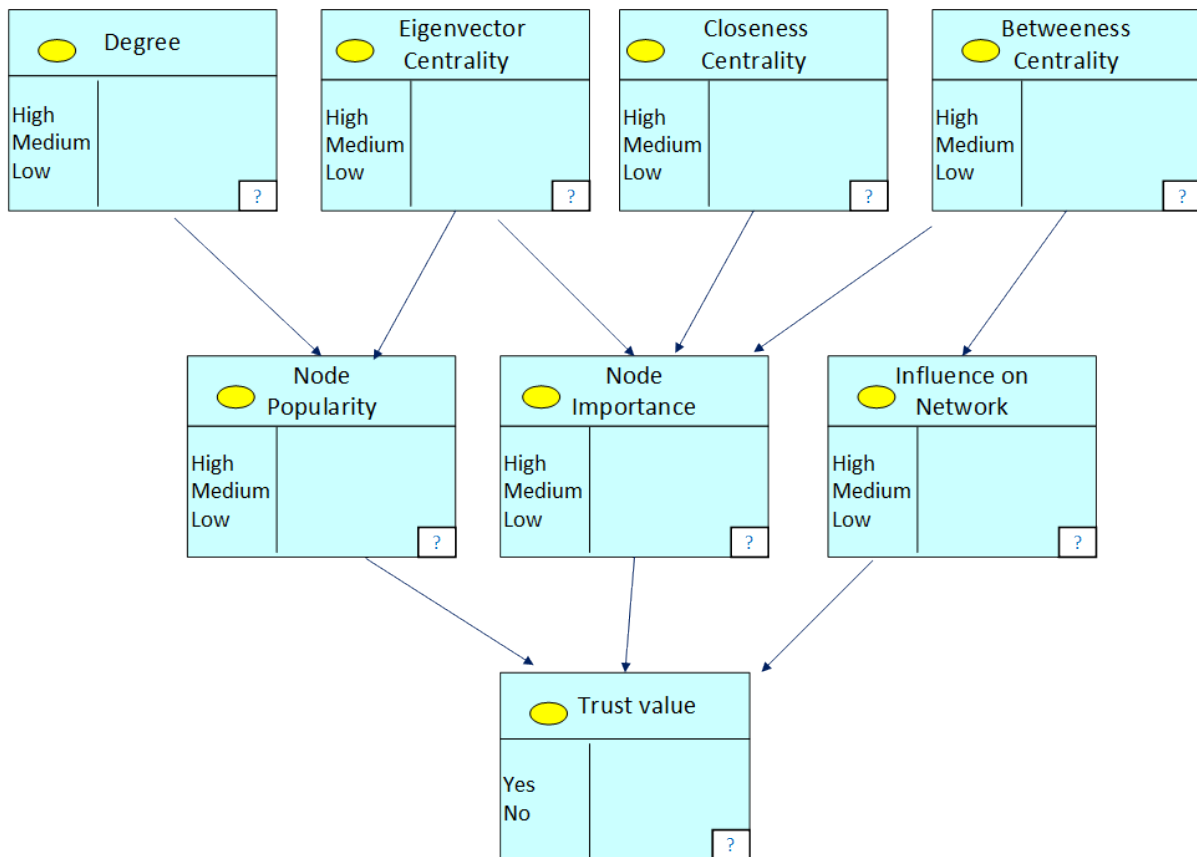 Degree
High
Medium
Low
?
Eigenvector
Centrality
High
Medium
Low
?
Closeness
Centrality
High
Medium
Low
?
Betweeness
Centrality
High
Medium
Low
?
Node
Popularity
High
Medium
Low
?
Node
Importance
High
Medium
Low
?
Influence on
Network
High
Medium
Low
?
Trust value
Yes
No
?